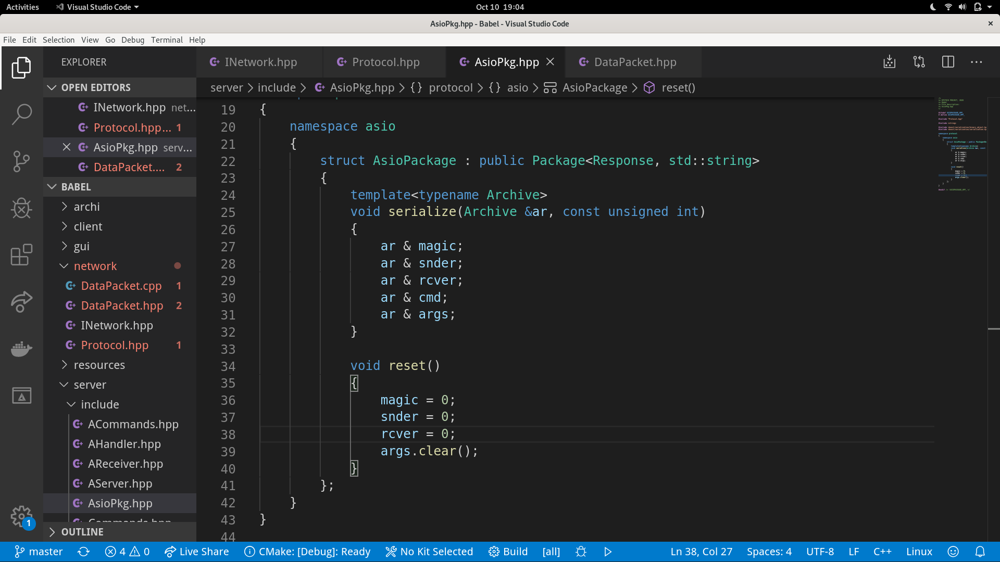 Activities Visual Studio Code Oct 10 19:04
AsioPkg.hpp - Babel - Visual Studio Code
File Edit Selection View Go Debug Terminal Help
EXPLORER
OPEN EDITORS
INetwork.hpp net...
Protocol.hpp... 1
AsioPkg.hpp serv...
DataPacket.... 2
BABEL
archi
client
gui
network
DataPacket.cpp 1
DataPacket.hpp 2
INetwork.hpp
Protocol.hpp 1
resources
server
include
ACommands.hpp
AHandler.hpp
AReceiver.hpp
AServer.hpp
AsioPkg.hpp
Commands.hpp
OUTLINE
1
INetwork.hpp Protocol.hpp AsioPkg.hpp DataPacket.hpp
server > include > AsioPkg.hpp > {} protocol > {} asio > AsioPackage > reset()
19 {
20 namespace asio
21 {
22 struct AsioPackage : public Package<Response, std::string>
23 {
24 template<typename Archive>
25 void serialize(Archive &ar, const unsigned int)
26 {
27 ar & magic;
28 ar & snder;
29 ar & rcver;
30 ar & cmd;
31 ar & args;
32 }
33
34 void reset()
35 {
36 magic = 0;
37 snder = 0;
38 rcver = 0;
39 args.clear();
40 }
41 };
42 }
43 }
44
master 4 0 Live Share CMake: [Debug]: Ready No Kit Selected Build [all] Ln 38, Col 27 Spaces: 4 UTF-8 LF C++ Linux